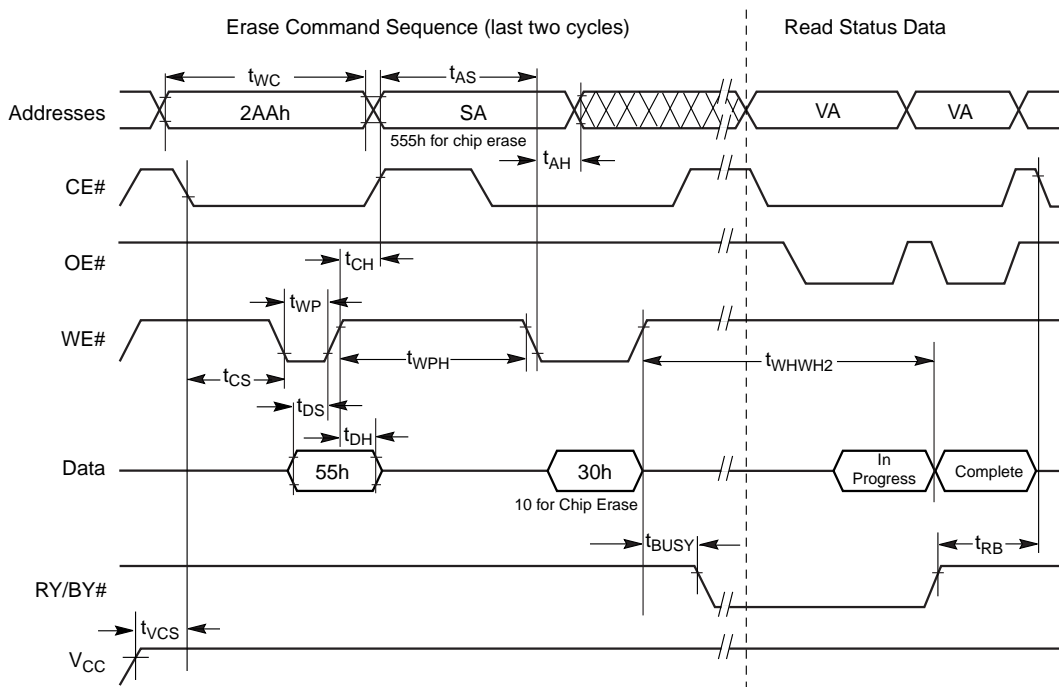 Erase Command Sequence (last two cycles)
Read Status Data
tWC
tAS
Addresses
2AAh
SA
VA
VA
555h for chip erase
tAH
CE#
OE#
tCH
tWP
WE#
tWPH
tWHWH2
tCS
tDS
tDH
Data
55h
30h
In
Progress
Complete
10 for Chip Erase
tBUSY
tRB
RY/BY#
tVCS
VCC